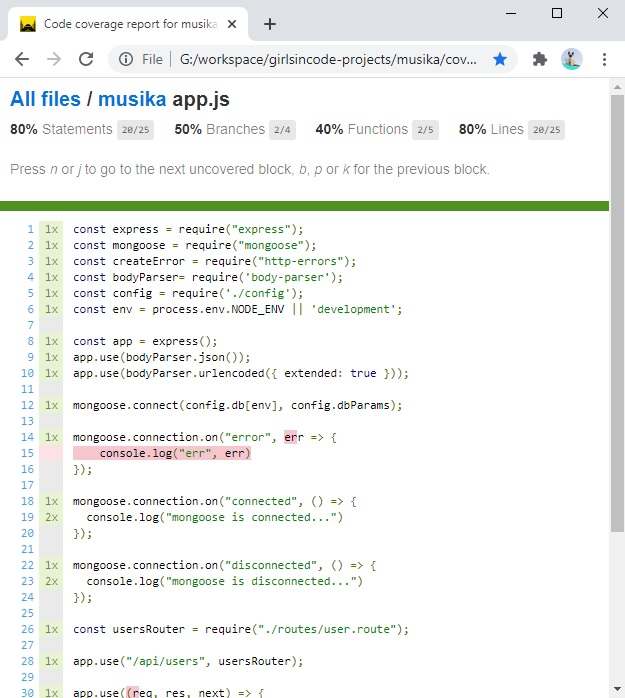 Code coverage report for musika
File G:/workspace/girlsincode-projects/musika/cov...
All files / musika app.js
80% Statements 20/25 50% Branches 2/4 40% Functions 2/5 80% Lines 20/25
Press n or j to go to the next uncovered block, b, p or k for the previous block.
1 1x const express = require("express");
2 1x const mongoose = require("mongoose");
3 1x const createError = require("http-errors");
4 1x const bodyParser= require('body-parser');
5 1x const config = require('./config');
6 1x const env = process.env.NODE_ENV || 'development';
7
8 1x const app = express();
9 1x app.use(bodyParser.json());
10 1x app.use(bodyParser.urlencoded({ extended: true }));
11
12 1x mongoose.connect(config.db[env], config.dbParams);
13
14 1x mongoose.connection.on("error", err => {
15 console.log("err", err)
16 });
17
18 1x mongoose.connection.on("connected", () => {
19 2x console.log("mongoose is connected...")
20 });
21
22 1x mongoose.connection.on("disconnected", () => {
23 2x console.log("mongoose is disconnected...")
24 });
25
26 1x const usersRouter = require("./routes/user.route");
27
28 1x app.use("/api/users", usersRouter);
29
30 1x app.use((req, res, next) => {